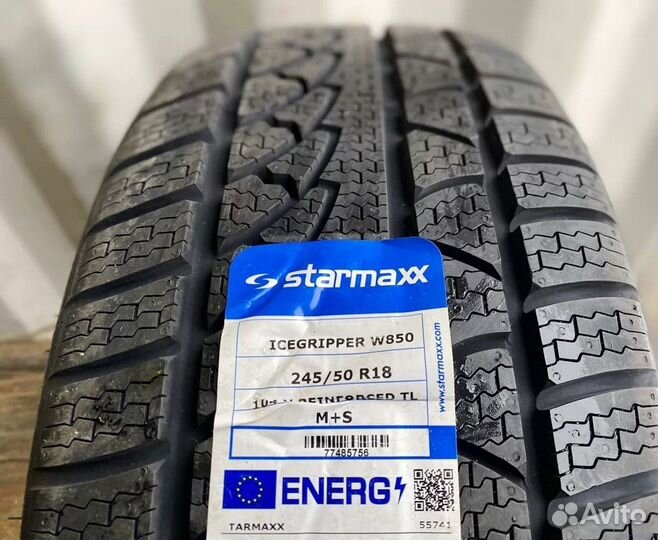 starmaxx
ICEGRIPPER W850
245/50 R18
REINFORCED TL
M+S
77485756
www.starmaxx.com
ENERG
TARMAXX
55741
Avito